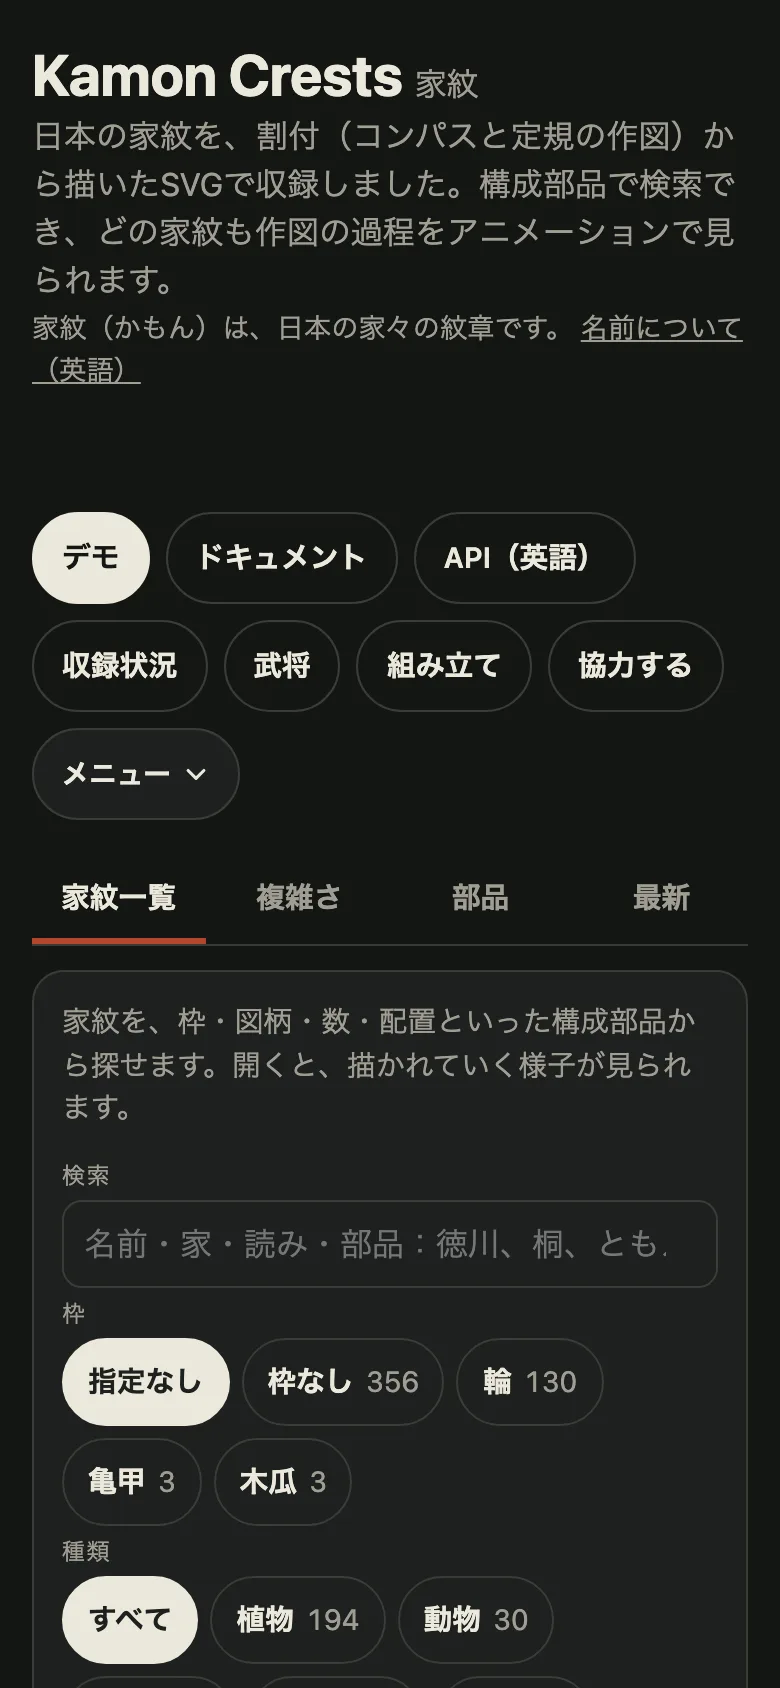 Kamon Crests 家紋
日本の家紋を、割付（コンパスと定規の作図）か
ら描いたSVGで収録しました。構成部品で検索で
き、どの家紋も作図の過程をアニメーションで見
られます。
家紋（かもん）は、日本の家々の紋章です。 名前について
（英語）
デモ ドキュメント API（英語）
収録状況 武将 組み立て 協力する
メニュー
家紋一覧 複雑さ 部品 最新
家紋を、枠・図柄・数・配置といった構成部品か
ら探せます。開くと、描かれていく様子が見られ
ます。
検索
名前・家・読み・部品：徳川、桐、とも
枠
指定なし 枠なし 356 輪 130
亀甲 3 木瓜 3
種類
すべて 植物 194 動物 30